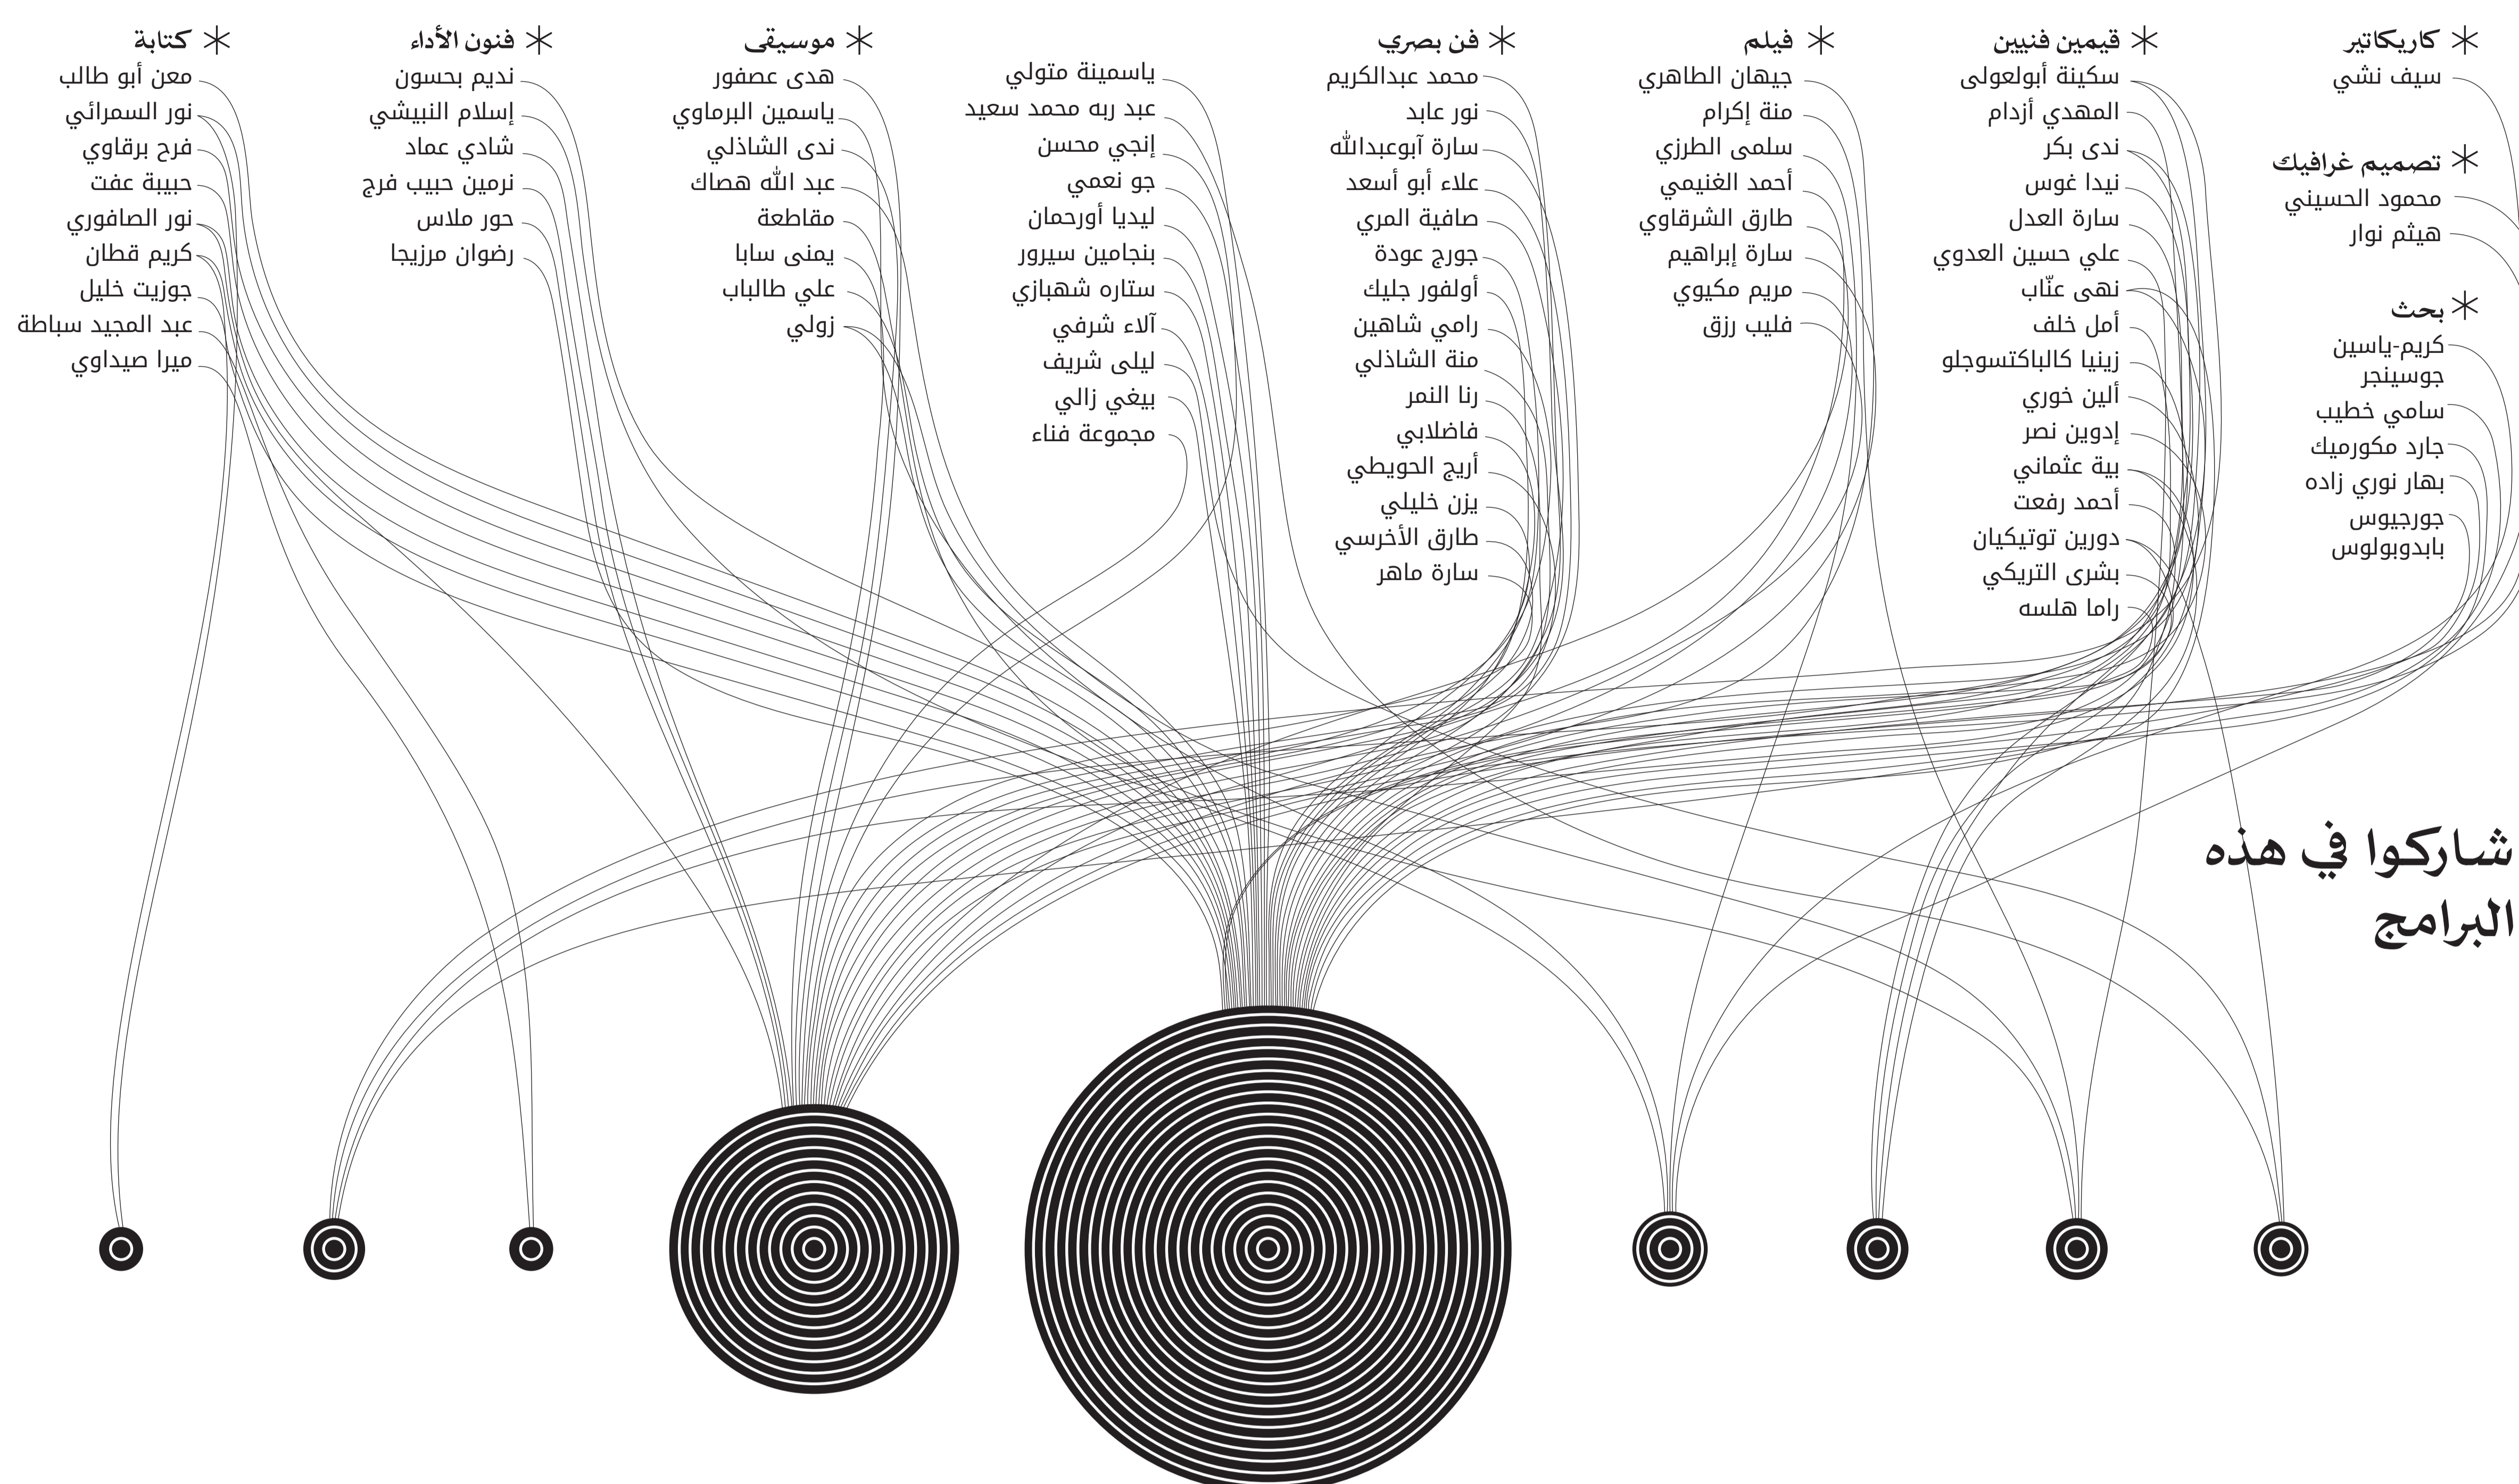 كاريكاتير
سيف نشي
تصميم غرافيك
محمود الحسيني
هيثم نوار
بحث
كريم-ياسين
جوسينجر
سامي خطيب
جارد مكورميك
بهار نوري زاده
جورجيوس
بابدوبولوس
قيمين فنيين
سكينة أبولعولى
المهدي أزدام
ندى بكر
نيدا غوس
سارة العدل
علي حسين العدوي
نهى عنّاب
أمل خلف
زينيا كالباكتسوجلو
ألين خوري
إدوين نصر
بية عثماني
أحمد رفعت
دورين توتيكيان
بشرى التريكي
راما هلسه
فيلم
جيهان الطاهري
منة إكرام
سلمى الطرزي
أحمد الغنيمي
طارق الشرقاوي
سارة إبراهيم
مريم مكيوي
فليب رزق
فن بصري
محمد عبدالكريم
نور عابد
سارة آبوعبدالله
علاء أبو أسعد
صافية المري
جورج عودة
أولفور جليك
رامي شاهين
منة الشاذلي
رنا النمر
فاضلابي
أريج الحويطي
يزن خليلي
طارق الأخرسي
سارة ماهر
ياسمينة متولي
عبد ربه محمد سعيد
إنجي محسن
جو نعمي
ليديا أورحمان
بنجامين سيرور
ستاره شهبازي
آلاء شرفي
ليلى شريف
بيغي زالي
مجموعة فناء
موسيقى
هدى عصفور
ياسمين البرماوي
ندى الشاذلي
عبد الله هصاك
مقاطعة
يمنى سابا
علي طالباب
زولي
فنون الأداء
نديم بحسون
إسلام النبيشي
شادي عماد
نرمين حبيب فرج
حور ملاس
رضوان مرزيجا
كتابة
معن أبو طالب
نور السمرائي
فرح برقاوي
حبيبة عفت
نور الصافوري
كريم قطان
جوزيت خليل
عبد المجيد سباطة
ميرا صيداوي
شاركوا في هذه
البرامج